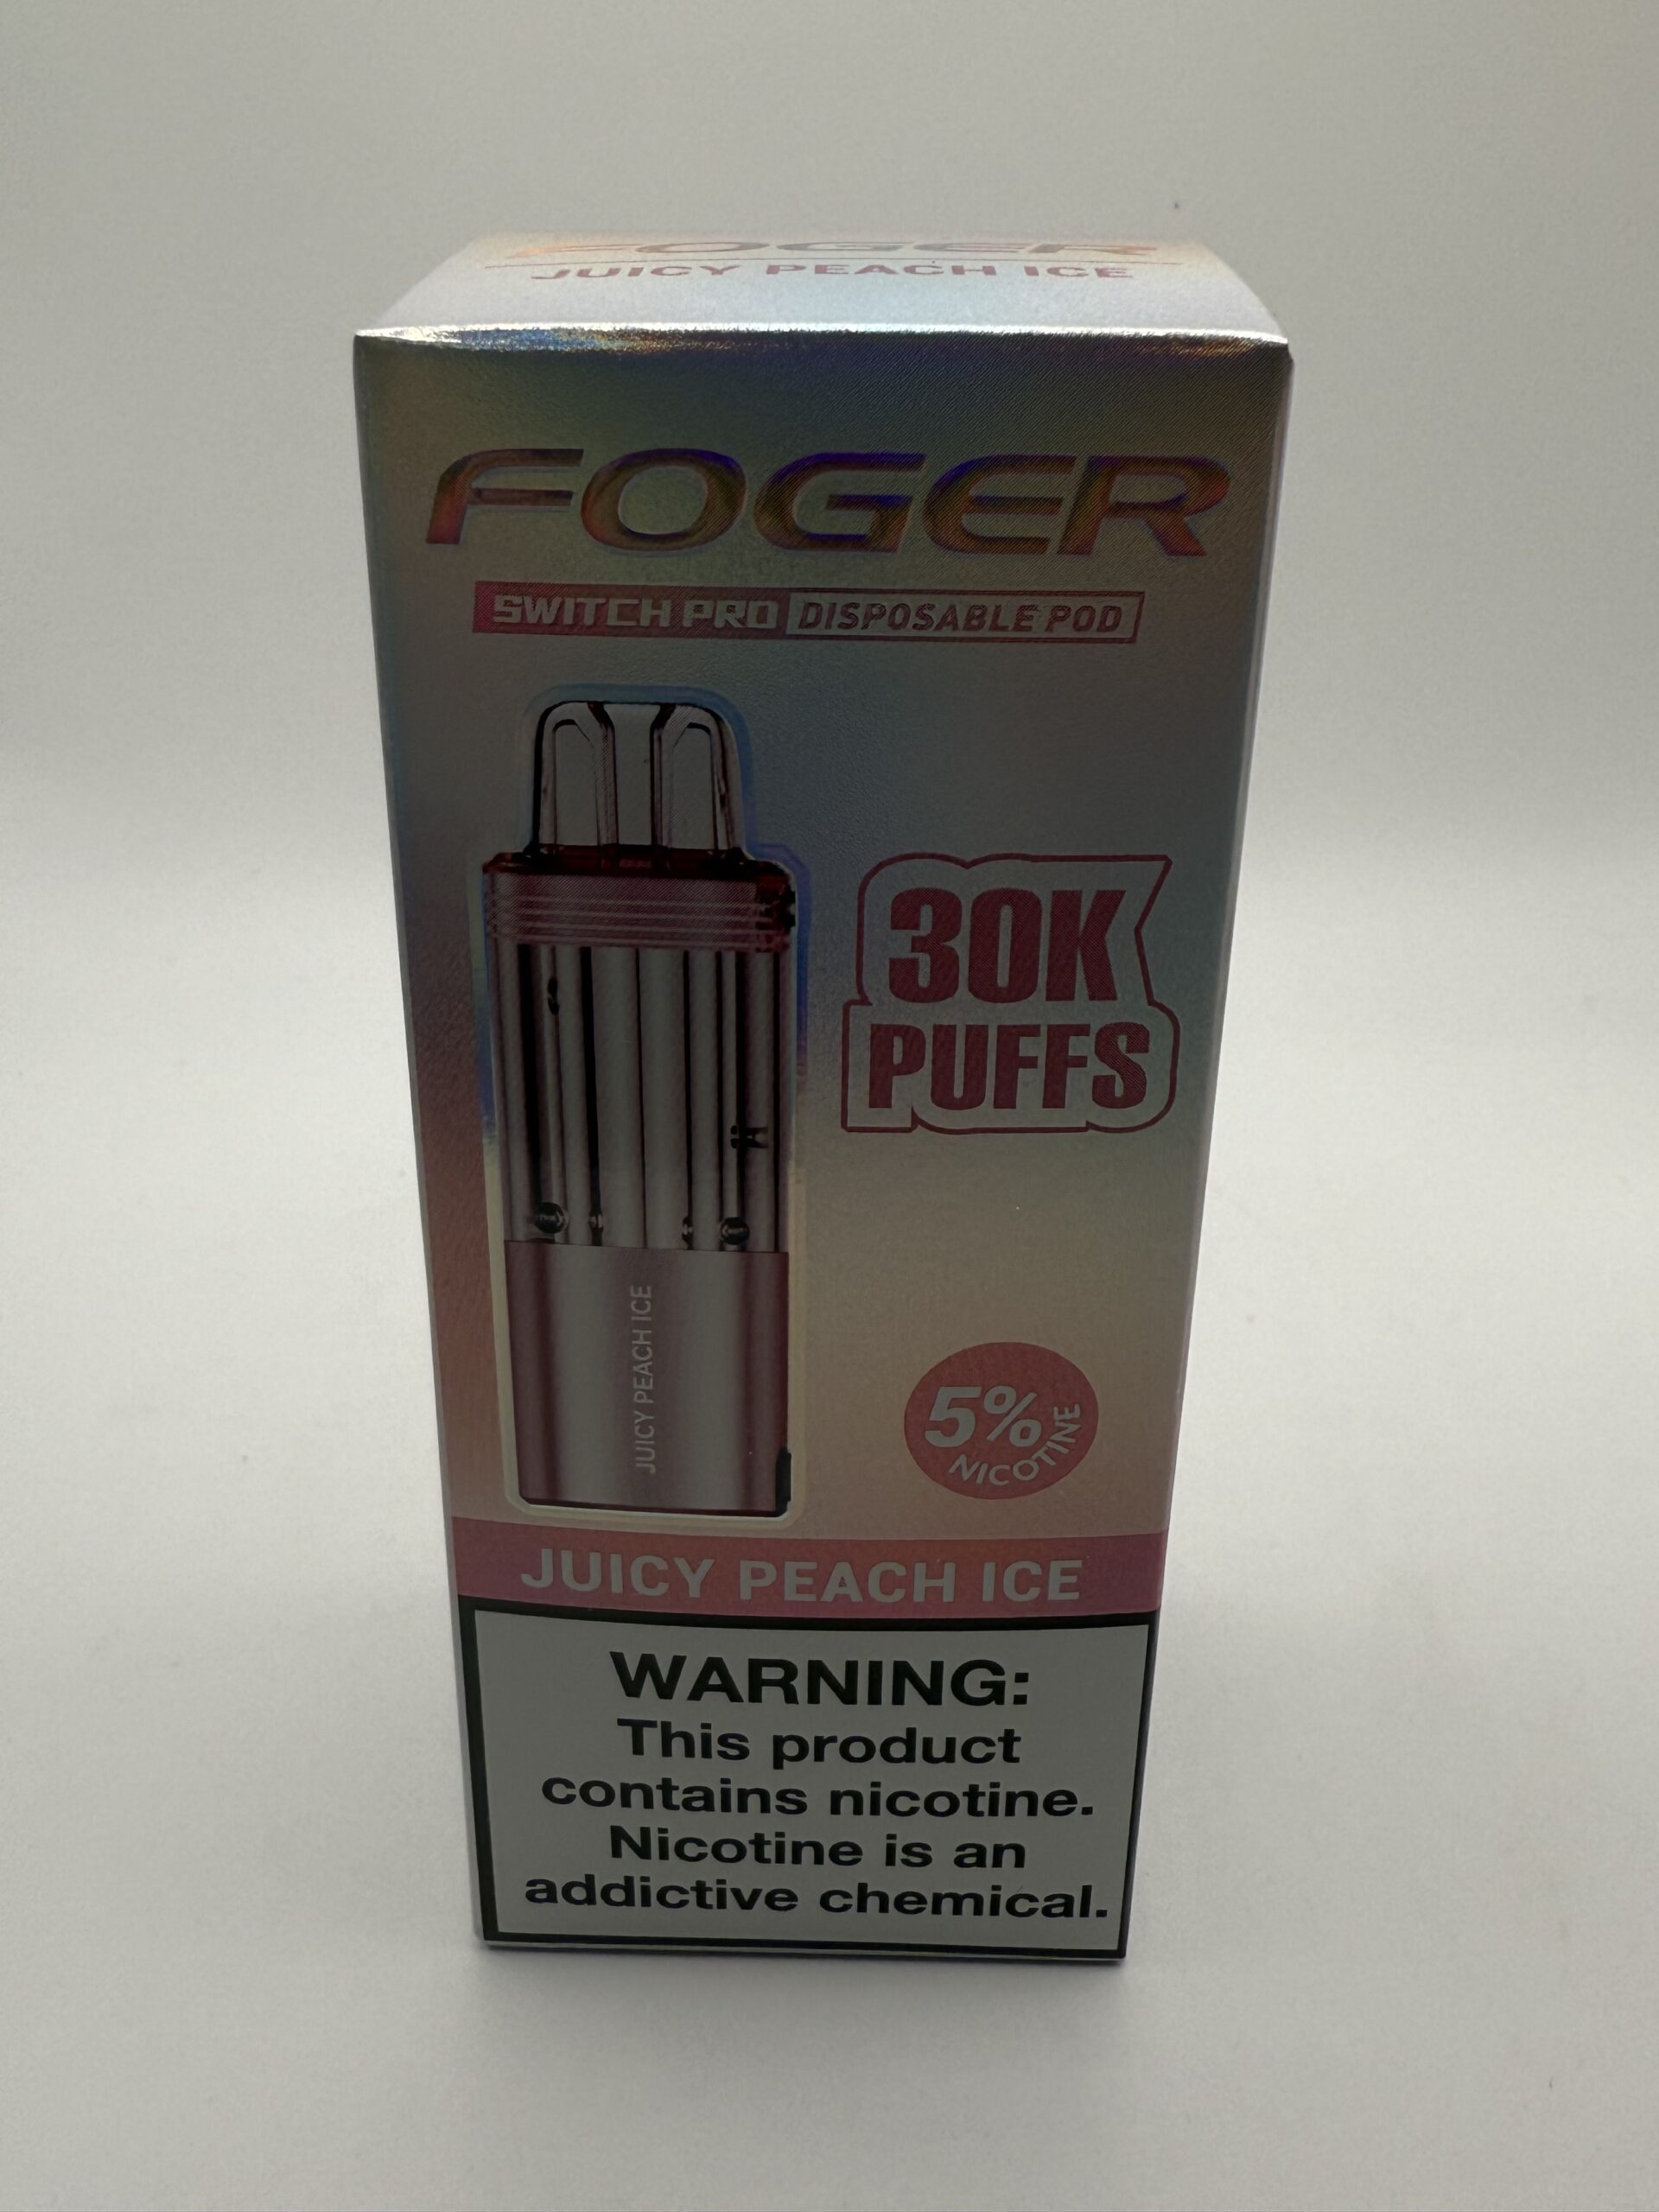 FOGER
JUICY PEACH ICE
FOGER
SWITCH PRO DISPOSABLE POD
30K
PUFFS
JUICY PEACH ICE
5%
NICOTINE
JUICY PEACH ICE
WARNING:
This product
contains nicotine.
Nicotine is an
addictive chemical.